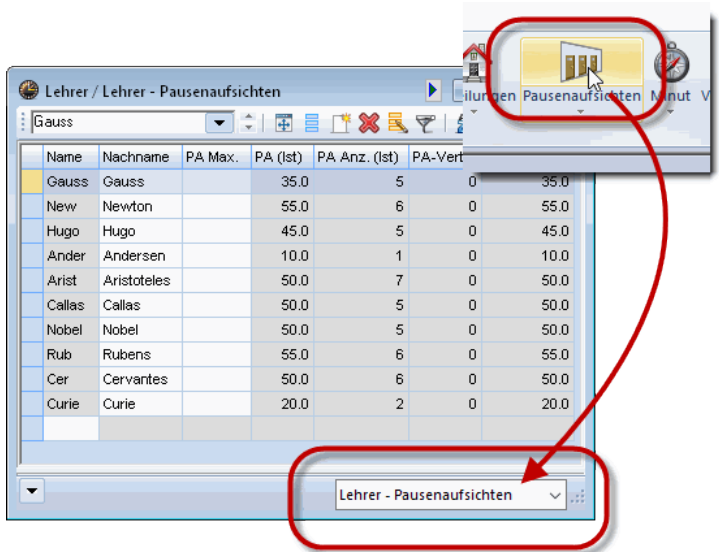 ilungen Pausenaufsichten Minut V
Lehrer / Lehrer - Pausenaufsichten
Gauss
Name Nachname PA Max. PA (Ist) PA Anz. (Ist) PA-Vert
Gauss Gauss 35.0 5 0 35.0
New Newton 55.0 6 0 55.0
Hugo Hugo 45.0 5 0 45.0
Ander Andersen 10.0 1 0 10.0
Arist Aristoteles 50.0 7 0 50.0
Callas Callas 50.0 5 0 50.0
Nobel Nobel 50.0 5 0 50.0
Rub Rubens 55.0 6 0 55.0
Cer Cervantes 50.0 6 0 50.0
Curie Curie 20.0 2 0 20.0
Lehrer - Pausenaufsichten